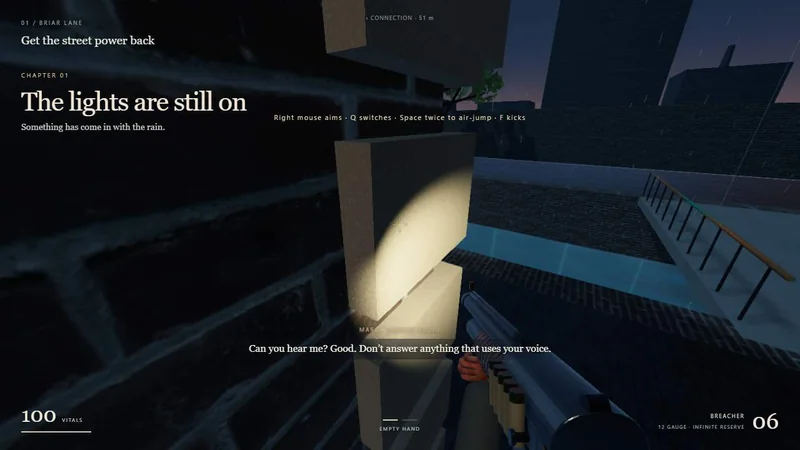 01 / BRIAR LANE
Get the street power back
CONNECTION · 51 m
CHAPTER 01
The lights are still on
Something has come in with the rain.
Right mouse aims · Q switches · Space twice to air-jump · F kicks
Can you hear me? Good. Don't answer anything that uses your voice.
100 VITALS
EMPTY HAND
BREACHER
12 GAUGE · INFINITE RESERVE
06